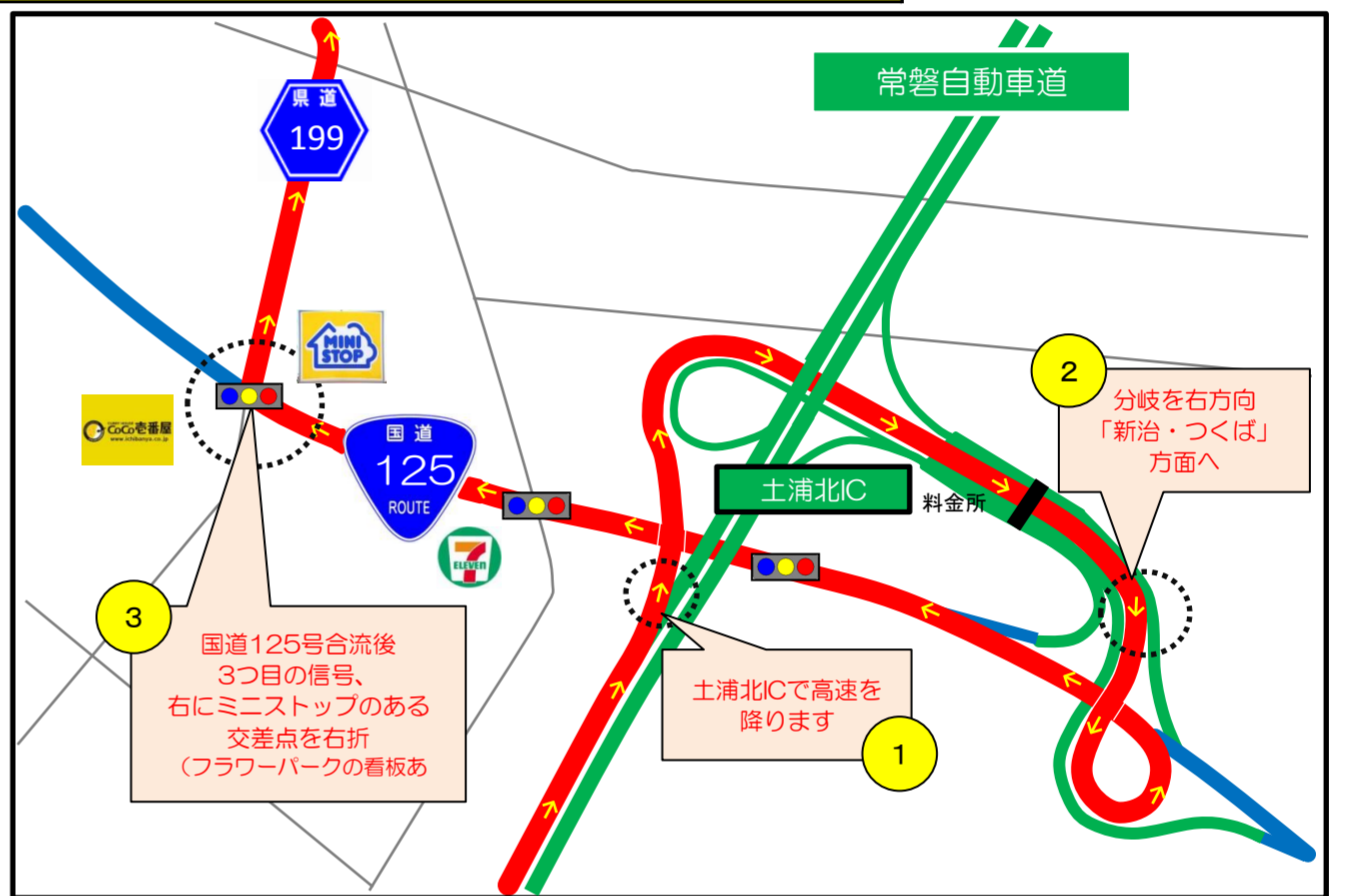 常磐自動車道
県道
199
MINI
STOP
CoCo壱番屋
www.ichibanya.co.jp
国道
125
ROUTE
7
ELEVEN
土浦北IC
料金所
1
土浦北ICで高速を
降ります
2
分岐を右方向
「新治・つくば」
方面へ
3
国道125号合流後
3つ目の信号、
右にミニストップのある
交差点を右折
（フラワーパークの看板あ